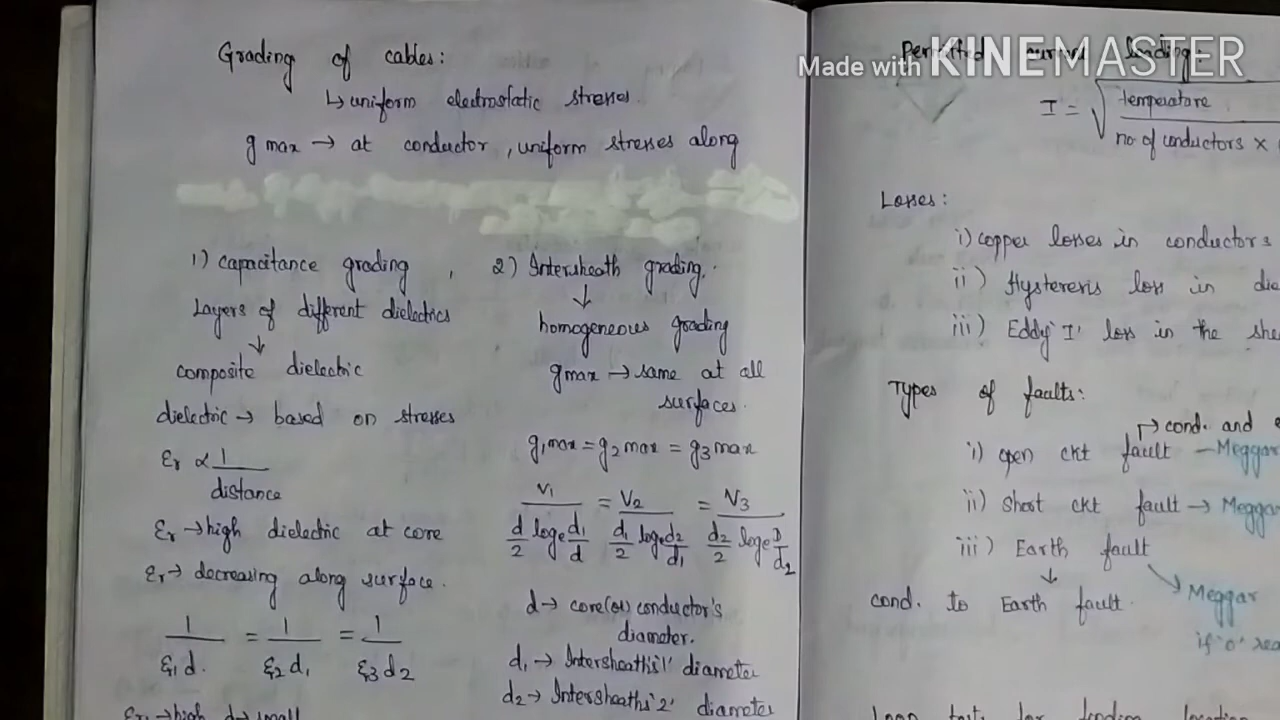 Grading of cables:
↳ uniform electrostatic stresses.
g max → at conductor, uniform stresses along
1) capacitance grading,
Layers of different dielectrics
↓
composite dielectric
dielectric → based on stresses
εr ∝ 1
distance
εr → high dielectric at core
εr → decreasing along surface.
1/ε1 d. = 1/ε2 d1 = 1/ε3 d2
2) Intersheath grading.
↓
homogeneous grading
gmax → same at all
surfaces.
g1max = g2max = g3max
V1 = V2 = V3
d/2 loge d1/d d1/2 loge d2/d1 d2/2 loge D/d2
d → core (or) conductor's
diameter.
d1 → Intersheath's '1' diameter
d2 → Intersheaths '2' diameter
Made with KINEMASTER
loading:
I = √ temperature
no of conductors ×
Losses:
i) copper losses in conductors
ii) Hysteresis loss in
iii) Eddy 'I' loss in the
Types of faults:
→ cond. and
i) open ckt fault — Meggar
ii) Short ckt fault → Meggar
iii) Earth fault
↓
cond. to Earth fault.
Meggar
if 'o'